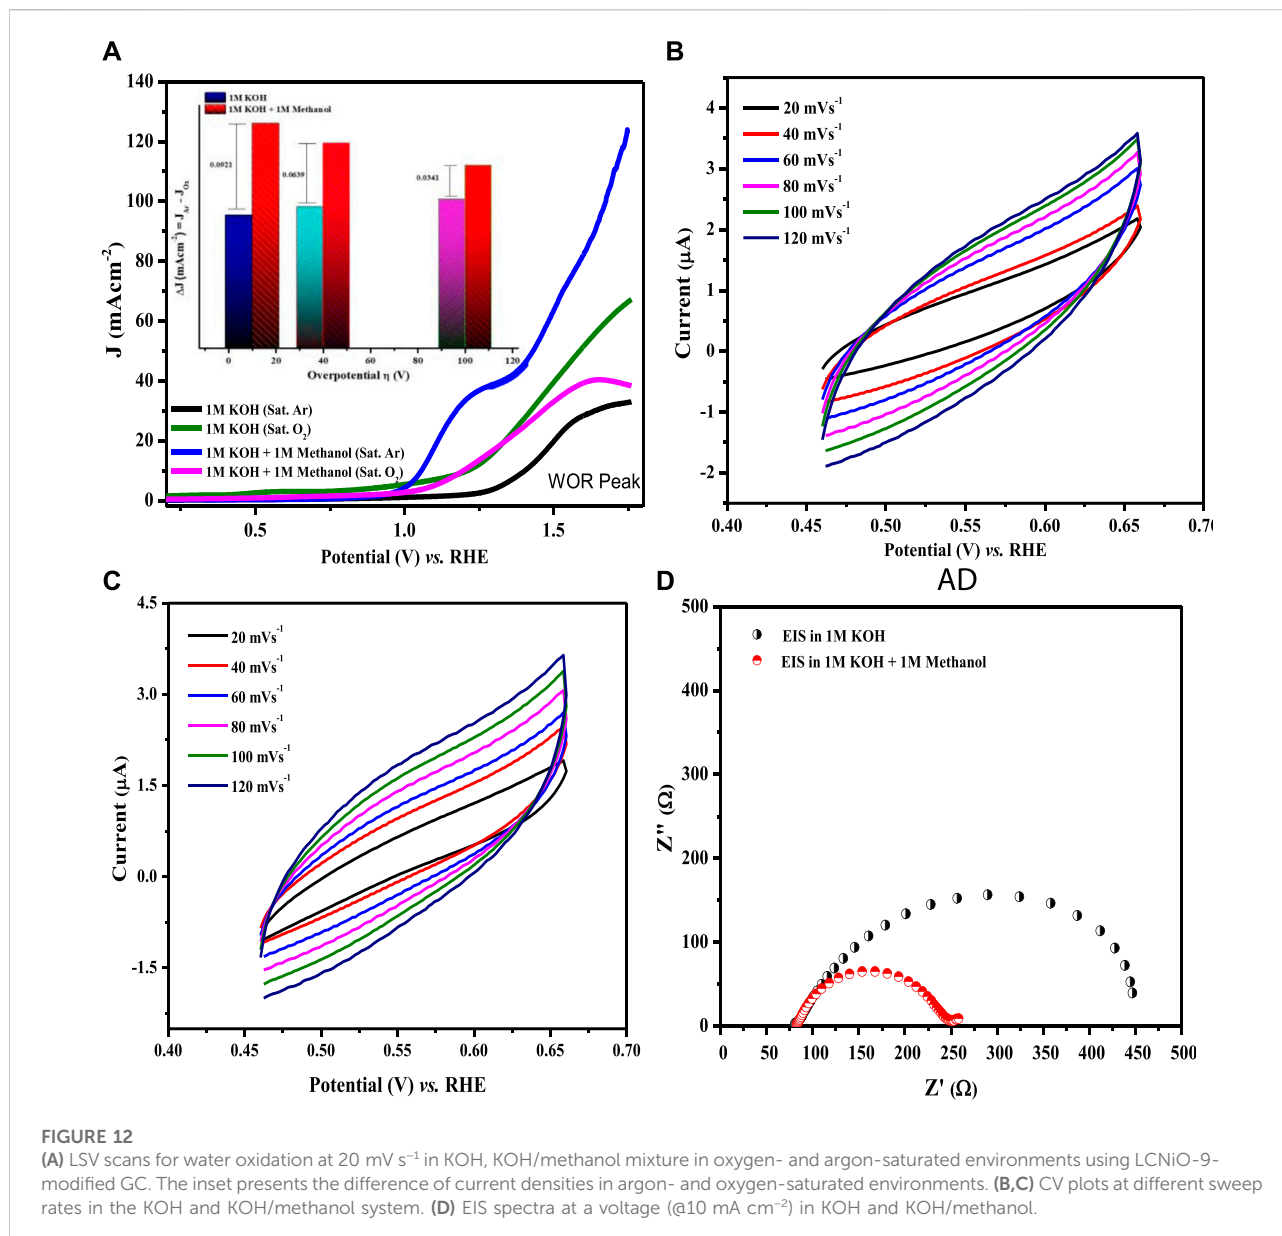 A
140
120
100
80
60
40
20
0
J (mAcm-2)
1M KOH
1M KOH + 1M Methanol
0.0921
0.0639
0.0341
ΔJ (mAcm-2) = JAr - JOx
0 20 40 60 80 100 120
Overpotential η (V)
1M KOH (Sat. Ar)
1M KOH (Sat. O2)
1M KOH + 1M Methanol (Sat. Ar)
1M KOH + 1M Methanol (Sat. O2)
WOR Peak
0.5 1.0 1.5
Potential (V) vs. RHE
B
4
3
2
1
0
-1
-2
Current (μA)
20 mVs-1
40 mVs-1
60 mVs-1
80 mVs-1
100 mVs-1
120 mVs-1
0.40 0.45 0.50 0.55 0.60 0.65 0.70
Potential (V) vs. RHE
C
4.5
3.0
1.5
0.0
-1.5
Current (μA)
20 mVs-1
40 mVs-1
60 mVs-1
80 mVs-1
100 mVs-1
120 mVs-1
0.40 0.45 0.50 0.55 0.60 0.65 0.70
Potential (V) vs. RHE
D
AD
500
400
300
200
100
0
Z'' (Ω)
EIS in 1M KOH
EIS in 1M KOH + 1M Methanol
0 50 100 150 200 250 300 350 400 450 500
Z' (Ω)
FIGURE 12
(A) LSV scans for water oxidation at 20 mV s−1 in KOH, KOH/methanol mixture in oxygen- and argon-saturated environments using LCNiO-9-
modified GC. The inset presents the difference of current densities in argon- and oxygen-saturated environments. (B,C) CV plots at different sweep
rates in the KOH and KOH/methanol system. (D) EIS spectra at a voltage (@10 mA cm−2) in KOH and KOH/methanol.